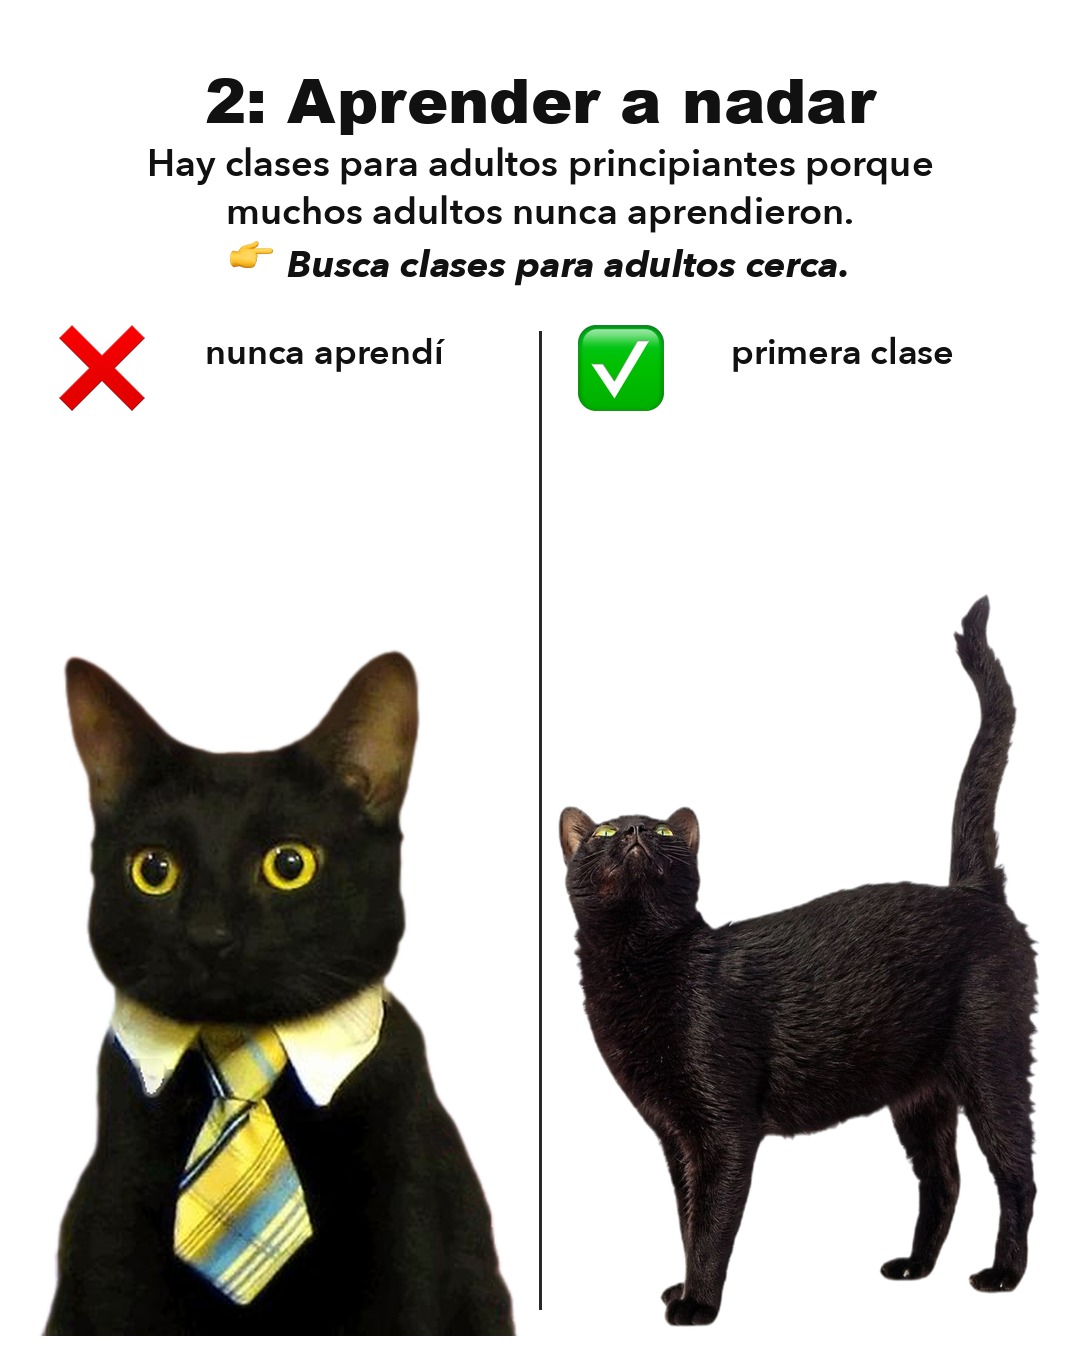 2: Aprender a nadar
Hay clases para adultos principiantes porque
muchos adultos nunca aprendieron.
👉 Busca clases para adultos cerca.
❌ nunca aprendí
✅ primera clase